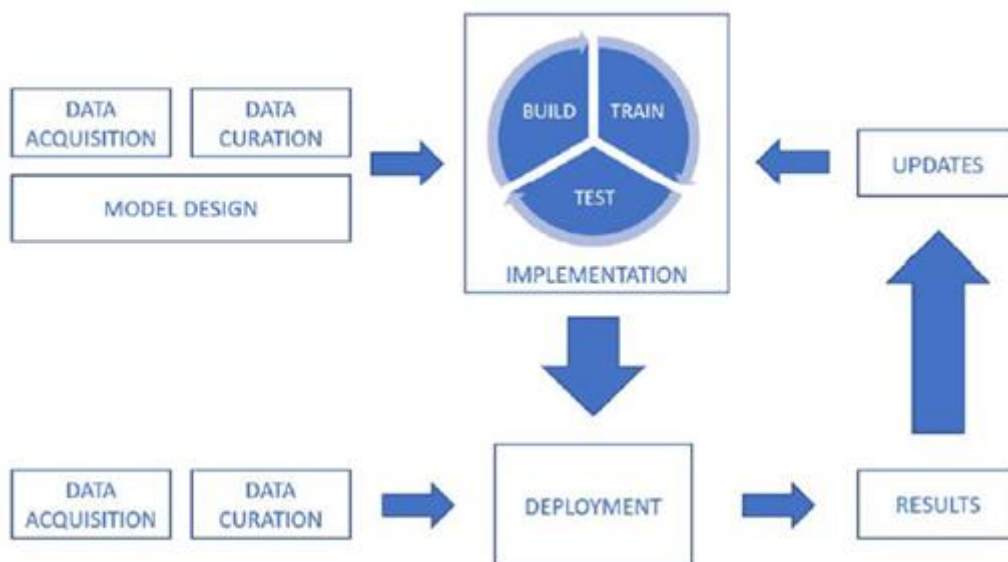 DATA
ACQUISITION
DATA
CURATION
MODEL DESIGN
BUILD
TRAIN
TEST
IMPLEMENTATION
UPDATES
DATA
ACQUISITION
DATA
CURATION
DEPLOYMENT
RESULTS